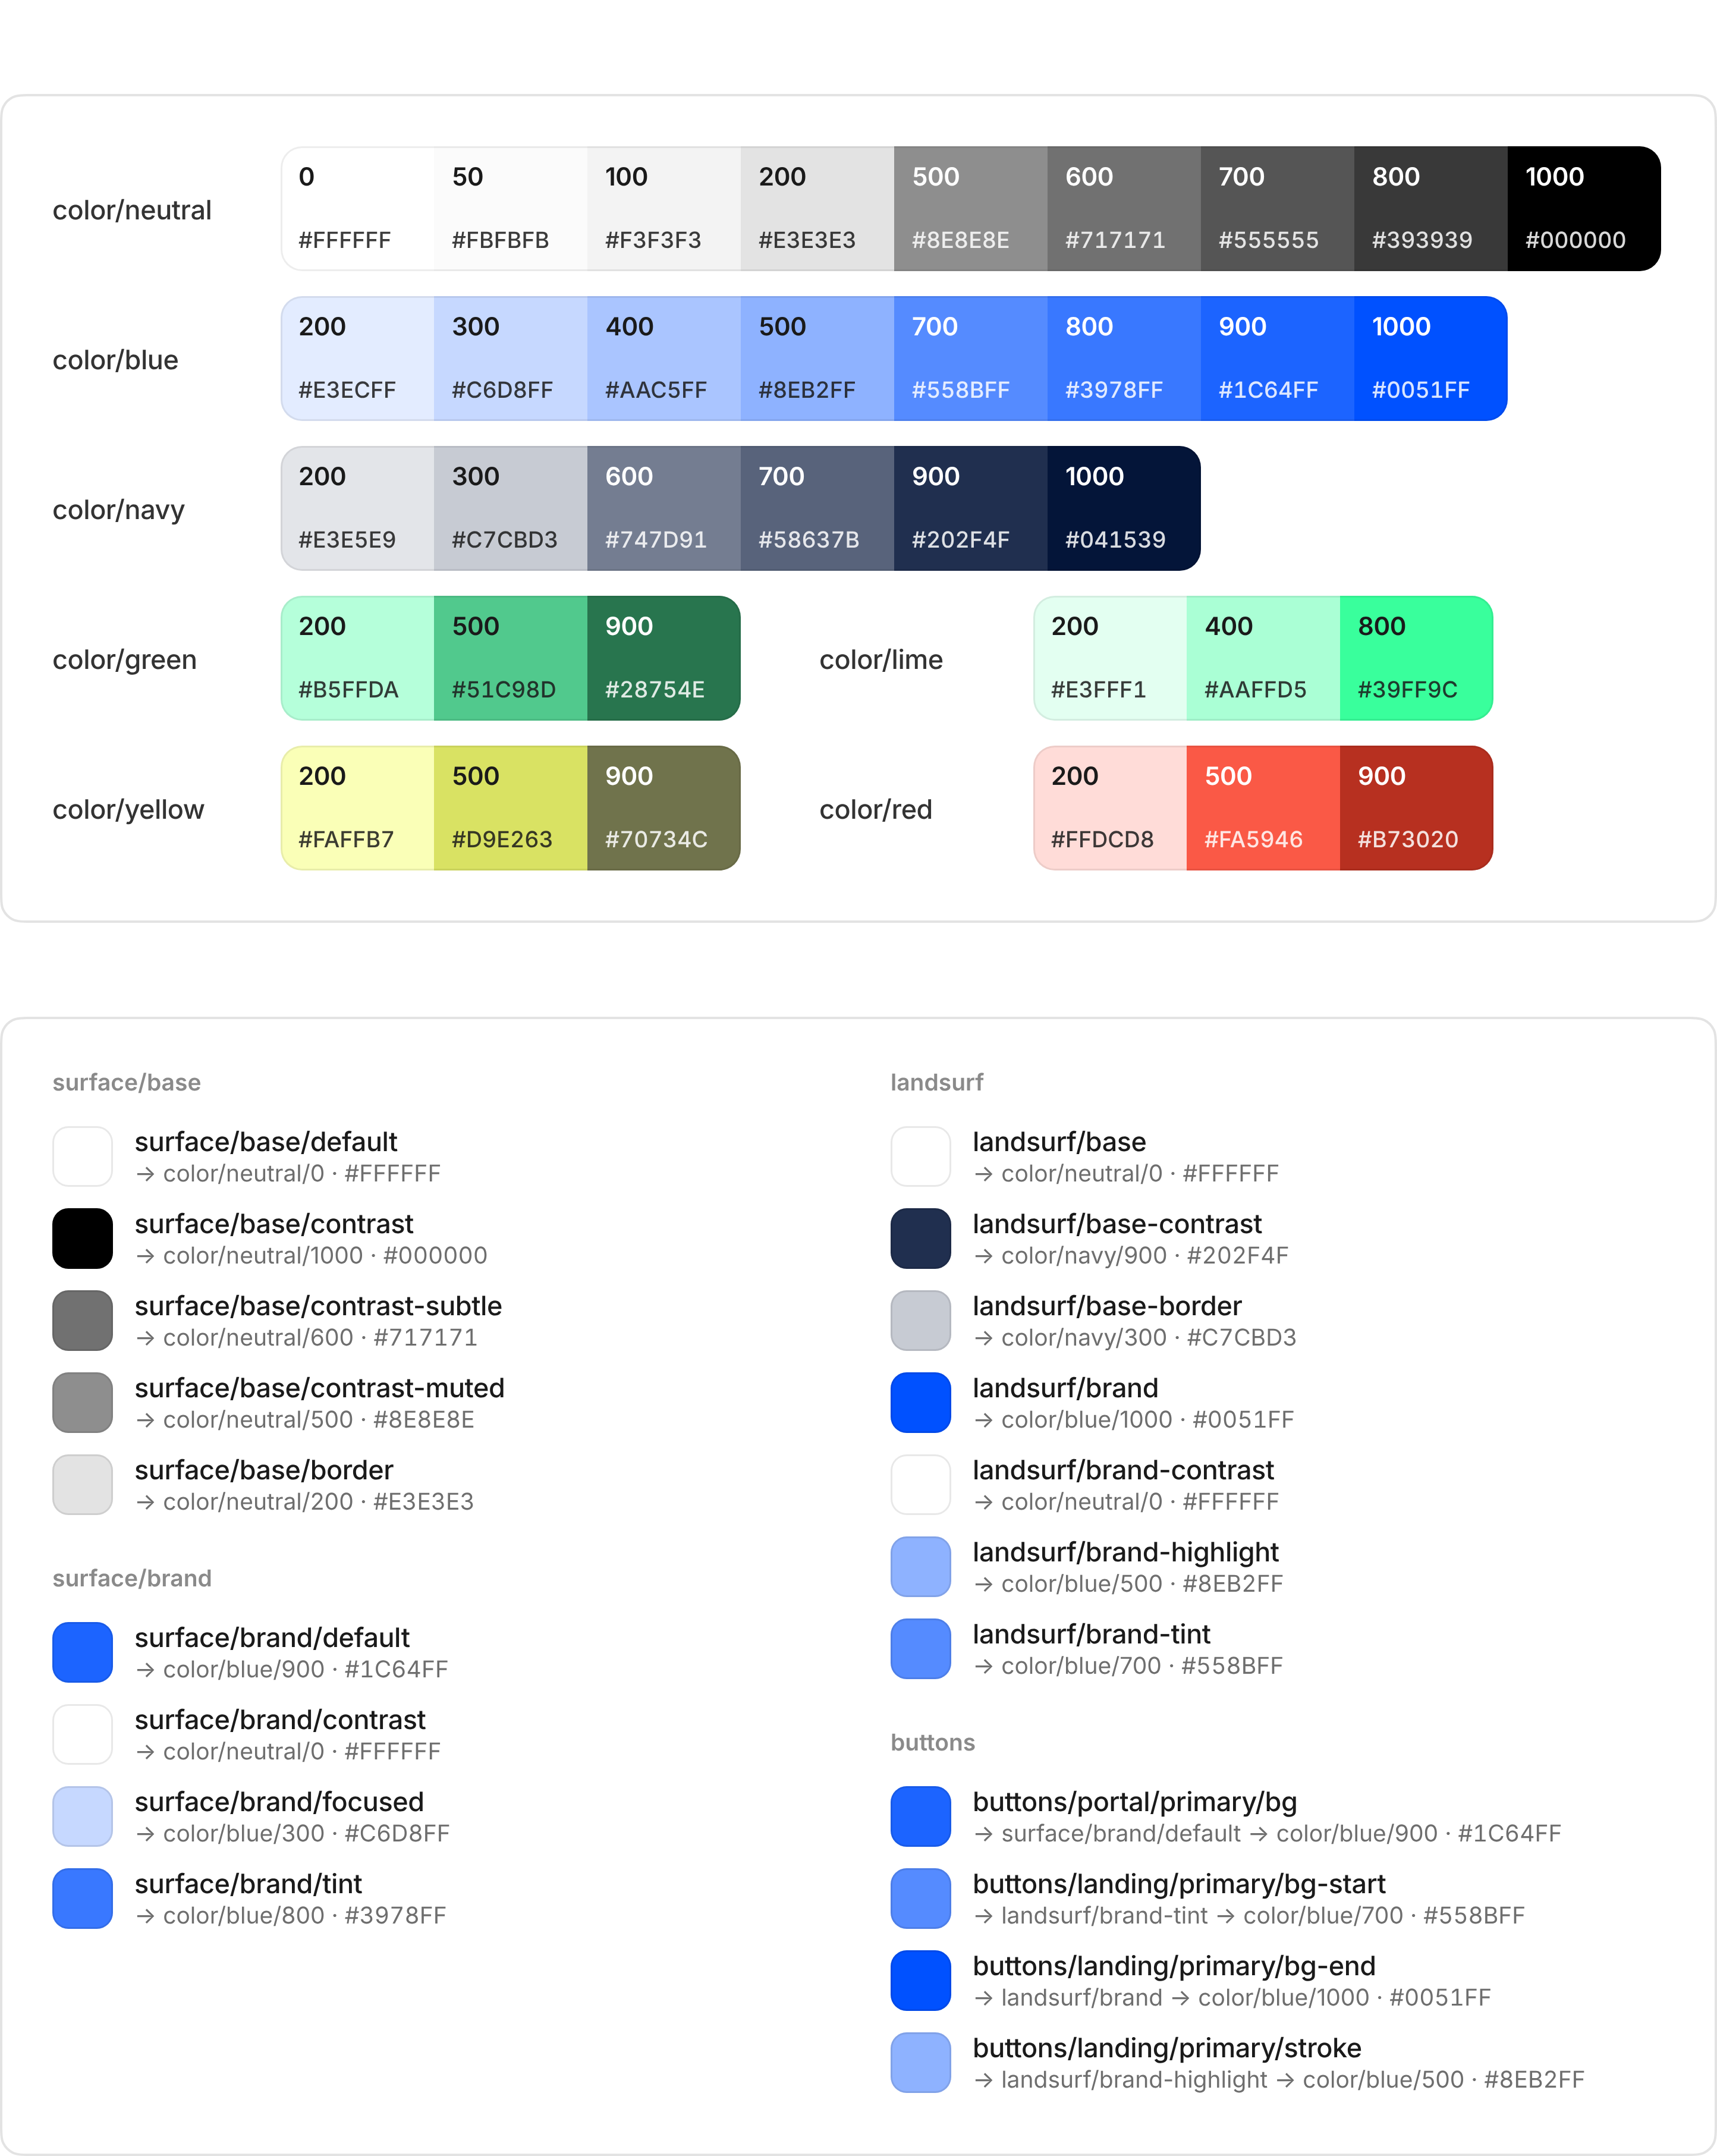 color/neutral
0 50 100 200 500 600 700 800 1000
#FFFFFF #FBFBFB #F3F3F3 #E3E3E3 #8E8E8E #717171 #555555 #393939 #000000
color/blue
200 300 400 500 700 800 900 1000
#E3ECFF #C6D8FF #AAC5FF #8EB2FF #558BFF #3978FF #1C64FF #0051FF
color/navy
200 300 600 700 900 1000
#E3E5E9 #C7CBD3 #747D91 #58637B #202F4F #041539
color/green
200 500 900
#B5FFDA #51C98D #28754E
color/lime
200 400 800
#E3FFF1 #AAFFD5 #39FF9C
color/yellow
200 500 900
#FAFFB7 #D9E263 #70734C
color/red
200 500 900
#FFDCD8 #FA5946 #B73020
surface/base
surface/base/default
→ color/neutral/0 · #FFFFFF
surface/base/contrast
→ color/neutral/1000 · #000000
surface/base/contrast-subtle
→ color/neutral/600 · #717171
surface/base/contrast-muted
→ color/neutral/500 · #8E8E8E
surface/base/border
→ color/neutral/200 · #E3E3E3
surface/brand
surface/brand/default
→ color/blue/900 · #1C64FF
surface/brand/contrast
→ color/neutral/0 · #FFFFFF
surface/brand/focused
→ color/blue/300 · #C6D8FF
surface/brand/tint
→ color/blue/800 · #3978FF
landsurf
landsurf/base
→ color/neutral/0 · #FFFFFF
landsurf/base-contrast
→ color/navy/900 · #202F4F
landsurf/base-border
→ color/navy/300 · #C7CBD3
landsurf/brand
→ color/blue/1000 · #0051FF
landsurf/brand-contrast
→ color/neutral/0 · #FFFFFF
landsurf/brand-highlight
→ color/blue/500 · #8EB2FF
landsurf/brand-tint
→ color/blue/700 · #558BFF
buttons
buttons/portal/primary/bg
→ surface/brand/default → color/blue/900 · #1C64FF
buttons/landing/primary/bg-start
→ landsurf/brand-tint → color/blue/700 · #558BFF
buttons/landing/primary/bg-end
→ landsurf/brand → color/blue/1000 · #0051FF
buttons/landing/primary/stroke
→ landsurf/brand-highlight → color/blue/500 · #8EB2FF